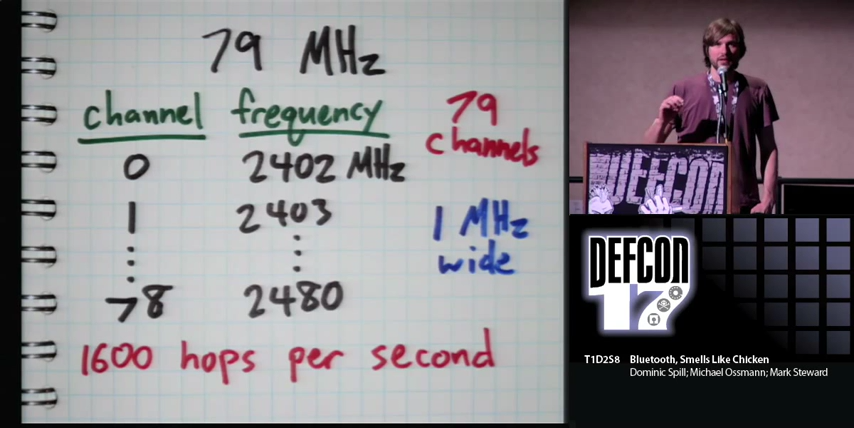 79 MHz
channel frequency
0 2402 MHz
1 2403
⋮ ⋮
78 2480
79
channels
1 MHz
wide
1600 hops per second
DEFCON
DEFCON
17
T1D2S8 Bluetooth, Smells Like Chicken
Dominic Spill; Michael Ossmann; Mark Steward